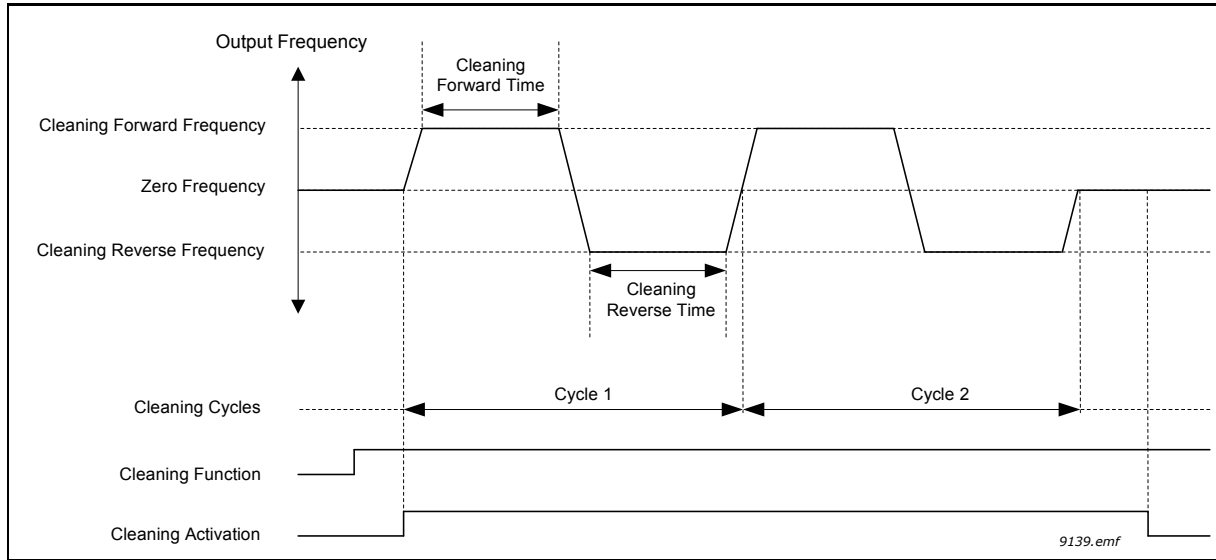 Output Frequency
Cleaning
Forward Time
Cleaning Forward Frequency
Zero Frequency
Cleaning Reverse Frequency
Cleaning
Reverse Time
Cycle 1
Cycle 2
Cleaning Cycles
Cleaning Function
Cleaning Activation
9139.emf